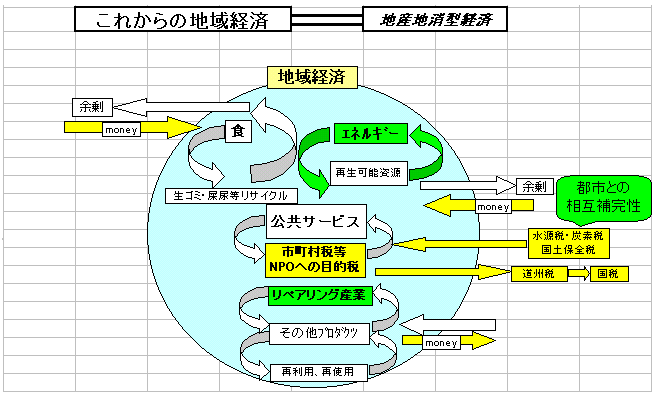 これからの地域経済
地産地消型経済
地域経済
余剰
money
食
生ゴミ・屎尿等リサイクル
エネルギー
再生可能資源
余剰
money
都市との
相互補完性
公共サービス
市町村税等
NPOへの目的税
水源税・炭素税
国土保全税
道州税
国税
リペアリング産業
その他プロダクツ
money
再利用、再使用